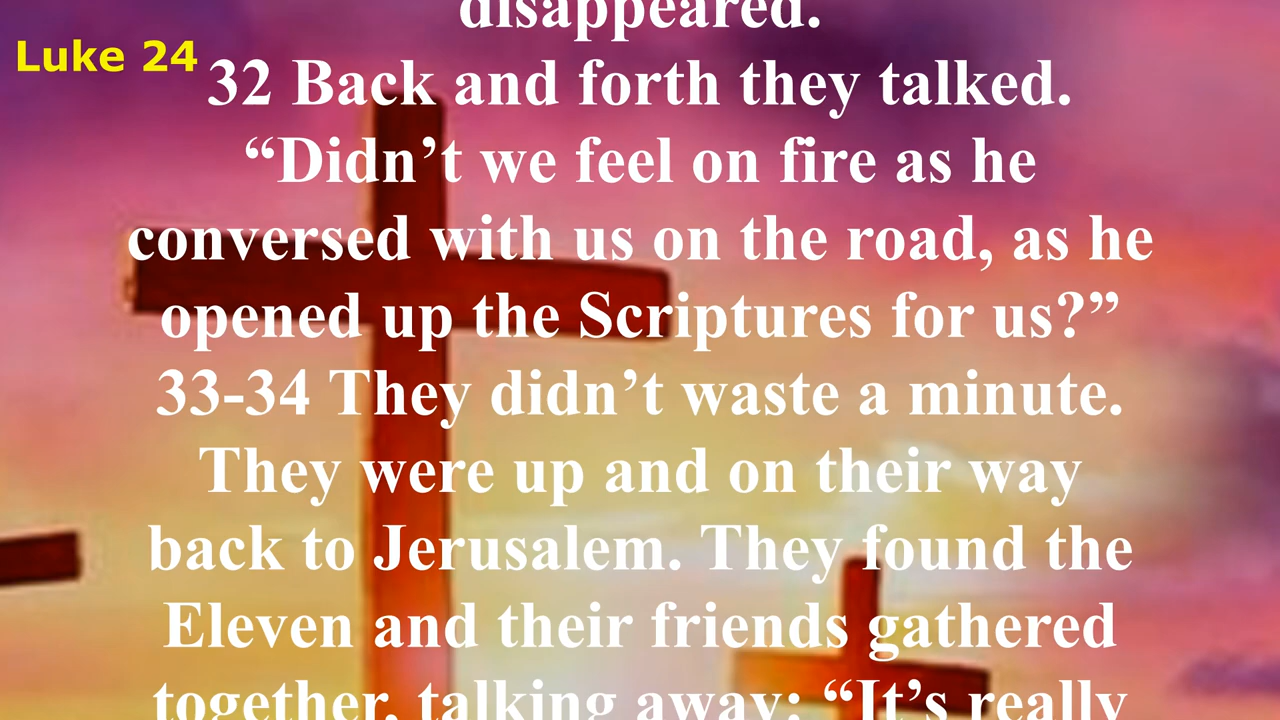 disappeared.
Luke 24
32 Back and forth they talked.
“Didn’t we feel on fire as he
conversed with us on the road, as he
opened up the Scriptures for us?”
33-34 They didn’t waste a minute.
They were up and on their way
back to Jerusalem. They found the
Eleven and their friends gathered
together, talking away: “It’s really